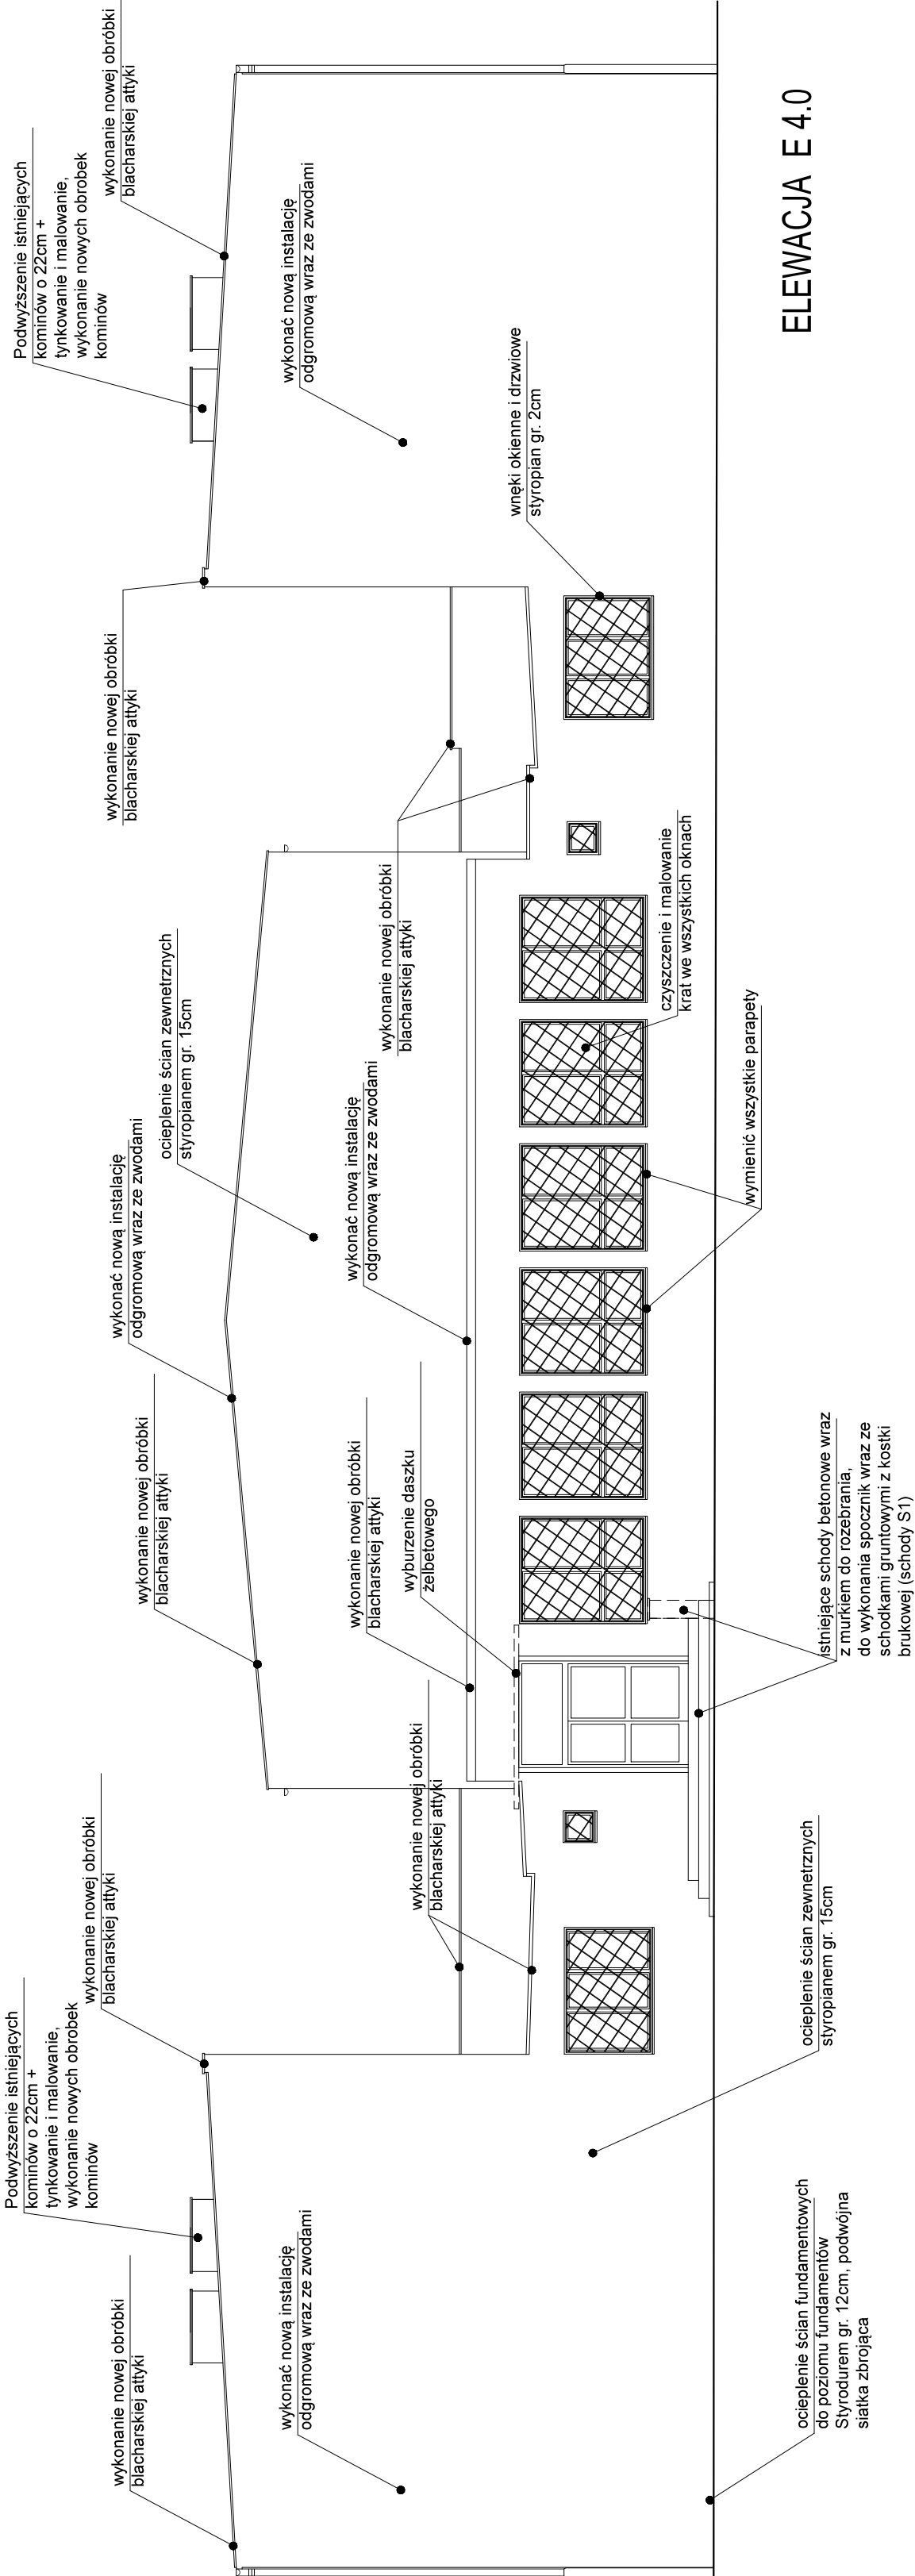 Podwyższenie istniejących
kominów o 22cm +
tynkowanie i malowanie,
wykonanie nowych obrobek
kominów
wykonanie nowej obróbki
blacharskiej attyki
wykonanie nowej obróbki
blacharskiej attyki
wykonać nową instalację
odgromową wraz ze zwodami
ocieplenie ścian fundamentowych
do poziomu fundamentów
Styrodurem gr. 12cm, podwójna
siatka zbrojąca
ocieplenie ścian zewnetrznych
styropianem gr. 15cm
wykonanie nowej obróbki
blacharskiej attyki
wykonanie nowej obróbki
blacharskiej attyki
wykonanie nowej obróbki
blacharskiej attyki
wyburzenie daszku
żelbetowego
istniejące schody betonowe wraz
z murkiem do rozebrania,
do wykonania spocznik wraz ze
schodkami gruntowymi z kostki
brukowej (schody S1)
wykonać nową instalację
odgromową wraz ze zwodami
ocieplenie ścian zewnetrznych
styropianem gr. 15cm
wykonać nową instalację
odgromową wraz ze zwodami
wymienić wszystkie parapety
wykonanie nowej obróbki
blacharskiej attyki
czyszczenie i malowanie
krat we wszystkich oknach
wykonanie nowej obróbki
blacharskiej attyki
wnęki okienne i drzwiowe
styropian gr. 2cm
Podwyższenie istniejących
kominów o 22cm +
tynkowanie i malowanie,
wykonanie nowych obrobek
kominów
wykonanie nowej obróbki
blacharskiej attyki
wykonać nową instalację
odgromową wraz ze zwodami
ELEWACJA E 4.0